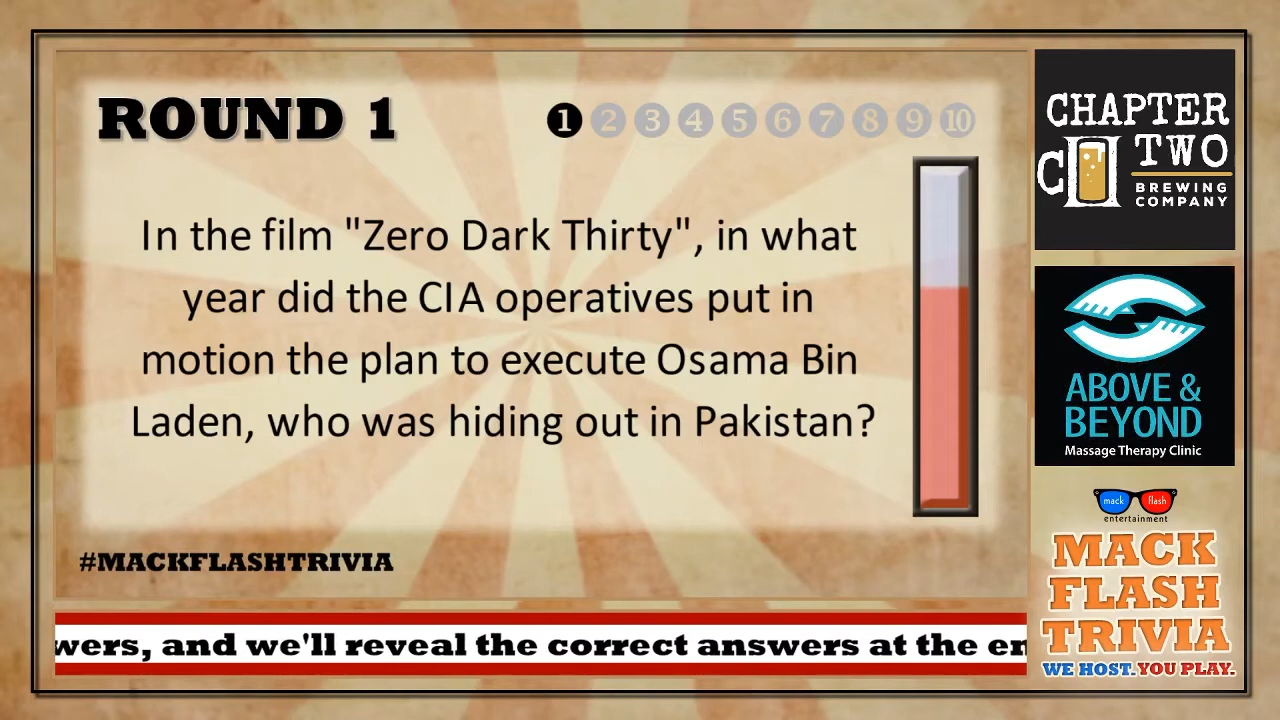 ROUND 1
1 2 3 4 5 6 7 8 9 10
In the film "Zero Dark Thirty", in what
year did the CIA operatives put in
motion the plan to execute Osama Bin
Laden, who was hiding out in Pakistan?
#MACKFLASHTRIVIA
wers, and we'll reveal the correct answers at the en
CHAPTER
TWO
BREWING
COMPANY
ABOVE &
BEYOND
Massage Therapy Clinic
mack flash
entertainment
MACK
FLASH
TRIVIA
WE HOST. YOU PLAY.